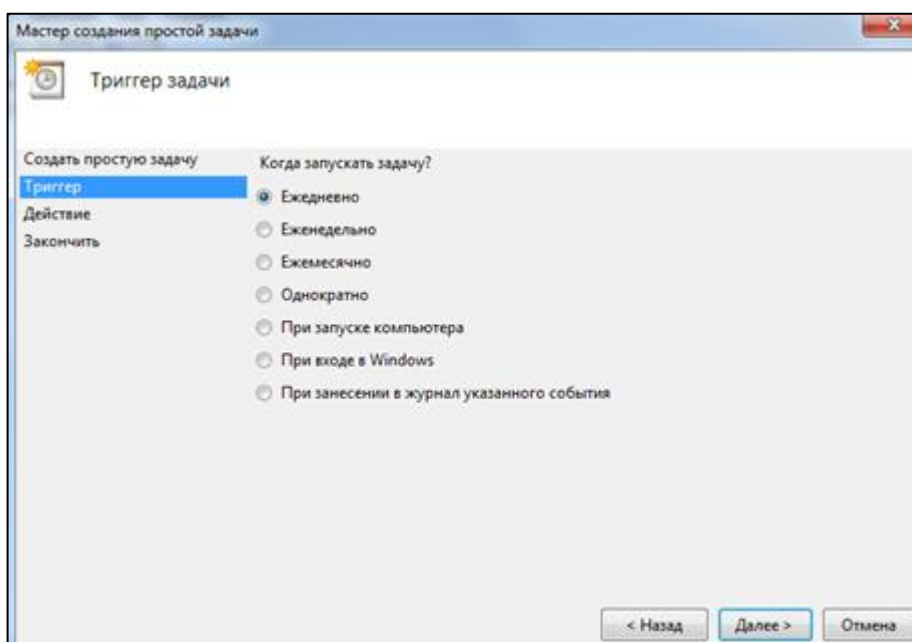 Мастер создания простой задачи
Триггер задачи
Создать простую задачу
Триггер
Действие
Закончить
Когда запускать задачу?
Ежедневно
Еженедельно
Ежемесячно
Однократно
При запуске компьютера
При входе в Windows
При занесении в журнал указанного события
< Назад
Далее >
Отмена